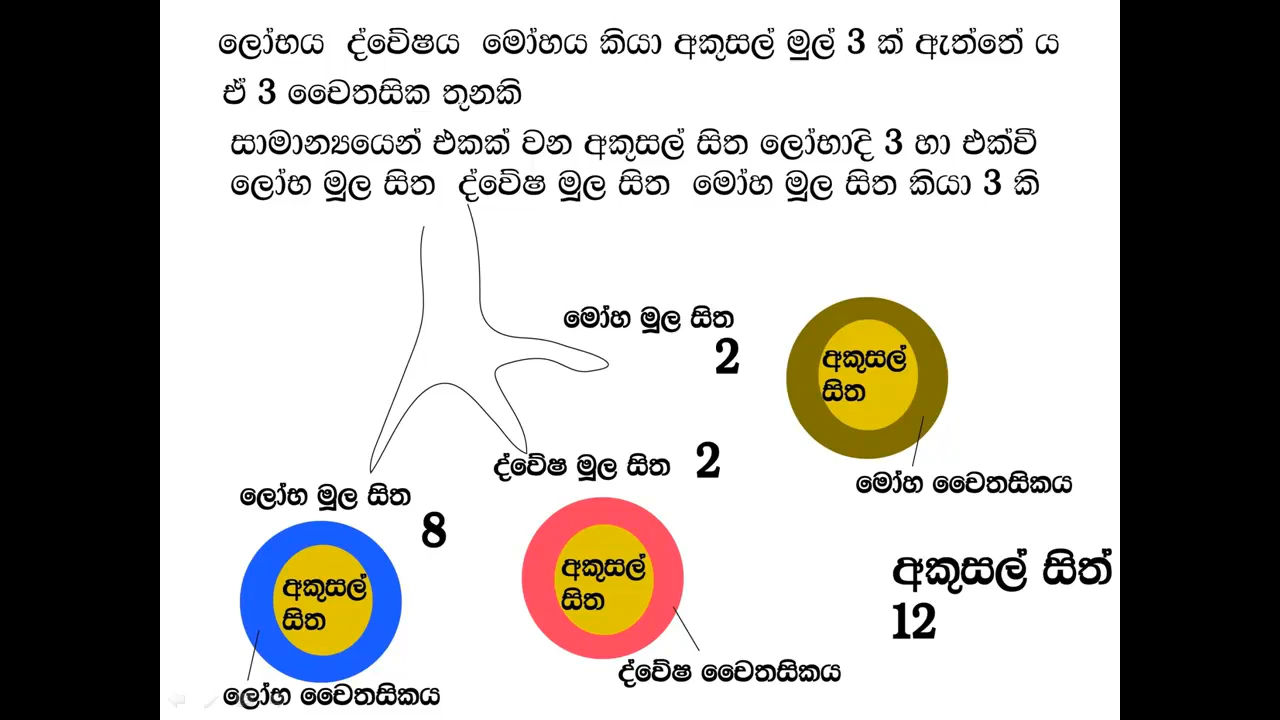 ලෝභය ද්වේෂය මෝහය කියා අකුසල් මුල් 3 ක් ඇත්තේ ය
ඒ 3 චෛතසික තුනකි
සාමාන්‍යයෙන් එකක් වන අකුසල් සිත ලෝභාදි 3 හා එක්වී
ලෝභ මූල සිත ද්වේෂ මූල සිත මෝහ මූල සිත කියා 3 කි
මෝහ මූල සිත
2
අකුසල්
සිත
මෝහ චෛතසිකය
ද්වේෂ මූල සිත 2
ලෝභ මූල සිත
8
අකුසල්
සිත
ලෝභ චෛතසිකය
අකුසල්
සිත
ද්වේෂ චෛතසිකය
අකුසල් සිත්
12